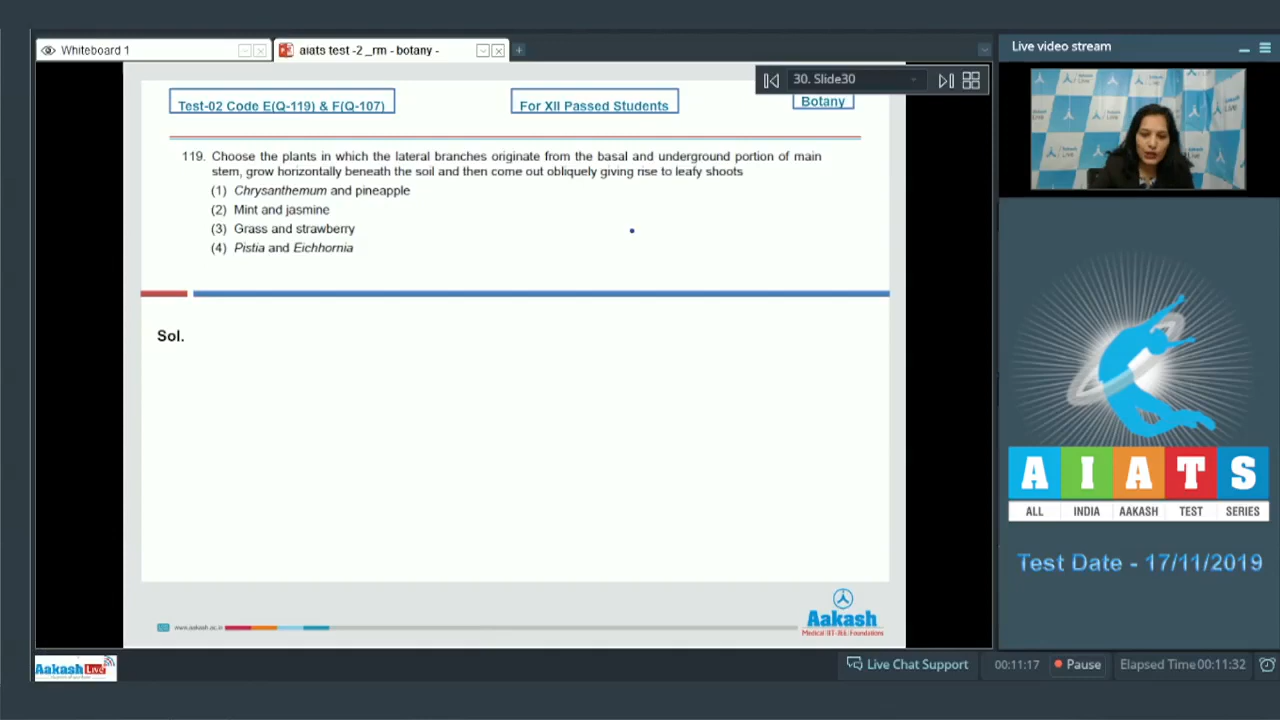 Whiteboard 1
aiats test -2 _rm - botany -
Live video stream
30. Slide30
Test-02 Code E(Q-119) & F(Q-107)
For XII Passed Students
Botany
119. Choose the plants in which the lateral branches originate from the basal and underground portion of main
stem, grow horizontally beneath the soil and then come out obliquely giving rise to leafy shoots
(1) Chrysanthemum and pineapple
(2) Mint and jasmine
(3) Grass and strawberry
(4) Pistia and Eichhornia
Sol.
A I A T S
ALL INDIA AAKASH TEST SERIES
Test Date - 17/11/2019
www.aakash.ac.in
Aakash
Medical|IIT-JEE|Foundations
Aakash LIVE
Live Chat Support
00:11:17
Pause
Elapsed Time 00:11:32